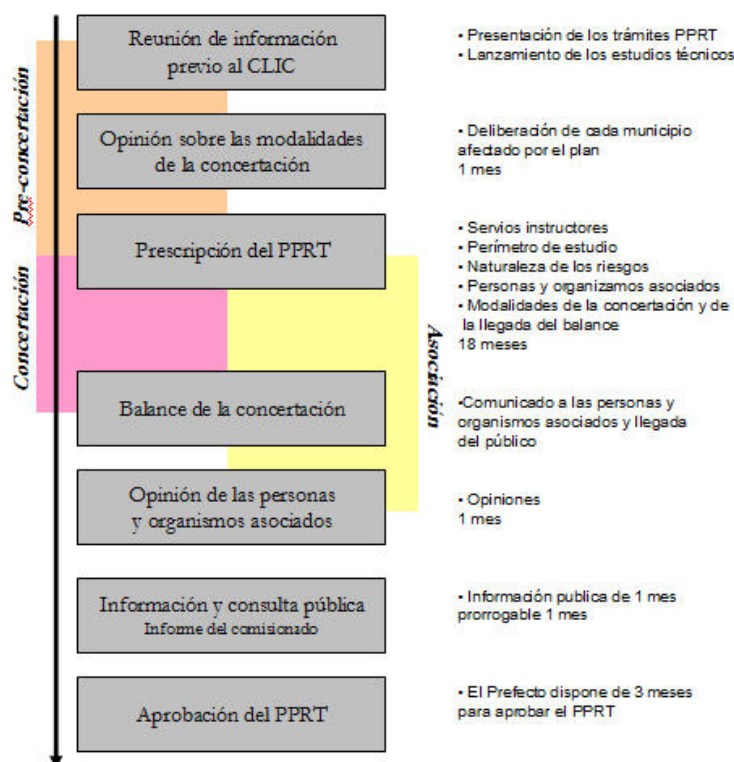 Reunión de información
previo al CLIC
▪ Presentación de los trámites PPRT
▪ Lanzamiento de los estudios técnicos
Pre-concertación
Opinión sobre las modalidades
de la concertación
▪ Deliberación de cada municipio
afectado por el plan
1 mes
Prescripción del PPRT
▪ Servios instructores
▪ Perímetro de estudio
▪ Naturaleza de los riesgos
▪ Personas y organizamos asociados
▪ Modalidades de la concertación y de
la llegada del balance
18 meses
Concertación
Asociución
Balance de la concertación
▪Comunicado a las personas y
organismos asociados y llegada
del público
Opinión de las personas
y organismos asociados
▪ Opiniones
1 mes
Información y consulta pública
Informe del comisionado
▪ Información publica de 1 mes
prorrogable 1 mes
Aprobación del PPRT
▪ El Prefecto dispone de 3 meses
para aprobar el PPRT